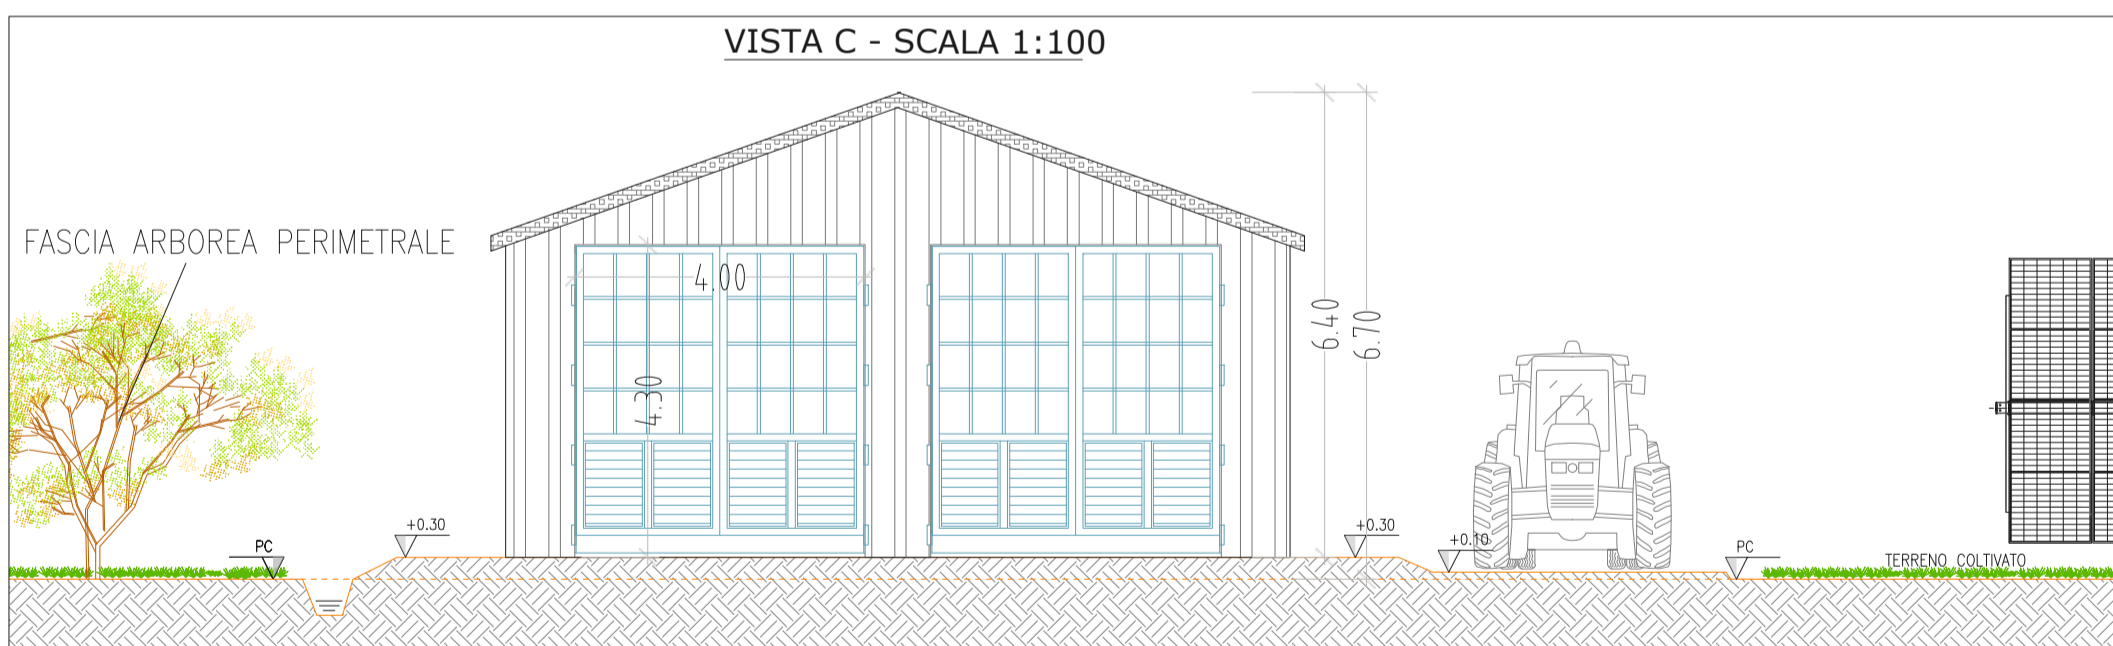 VISTA C - SCALA 1:100
FASCIA ARBOREA PERIMETRALE
4.00
6.40
6.70
4.30
+0.30
+0.30
+0.10
PC
PC
TERRENO COLTIVATO